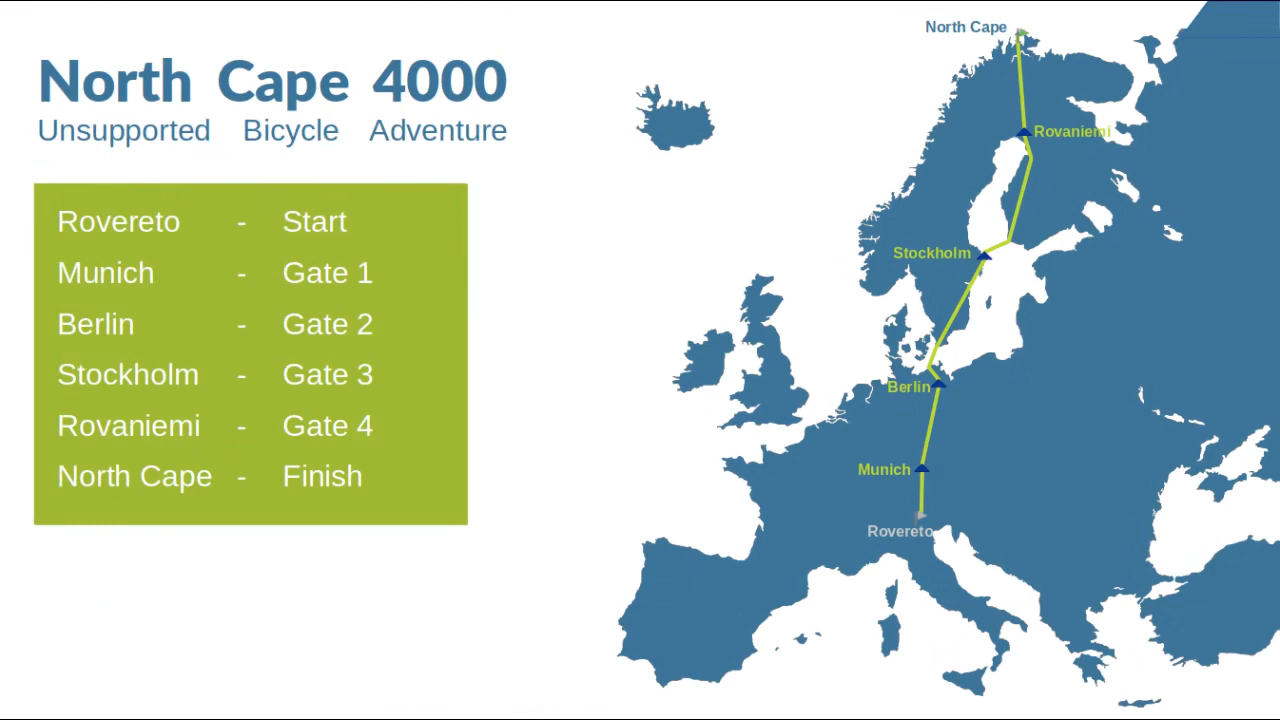 North Cape 4000
Unsupported Bicycle Adventure
Rovereto - Start
Munich - Gate 1
Berlin - Gate 2
Stockholm - Gate 3
Rovaniemi - Gate 4
North Cape - Finish
North Cape
Rovaniemi
Stockholm
Berlin
Munich
Rovereto